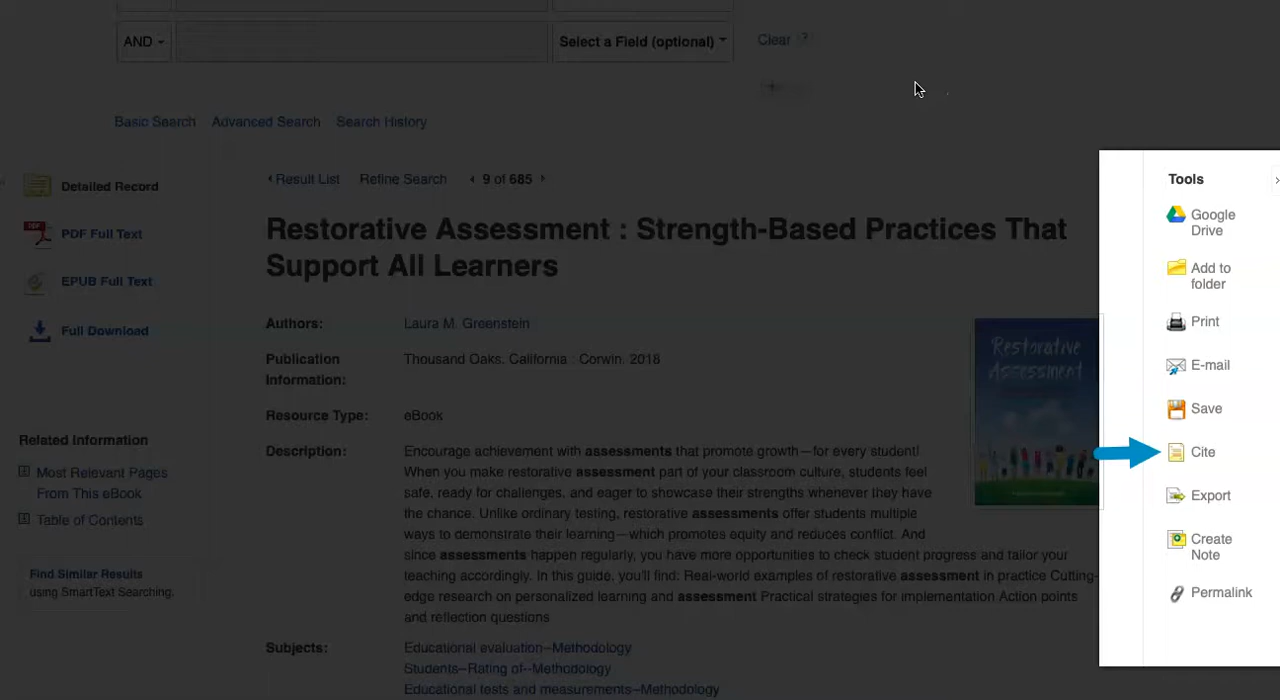 AND
Select a Field (optional)
Clear ?
+
Basic Search Advanced Search Search History
Detailed Record
PDF Full Text
EPUB Full Text
Full Download
Related Information
Most Relevant Pages
From This eBook
Table of Contents
Find Similar Results
using SmartText Searching.
Result List Refine Search 9 of 685
Restorative Assessment : Strength-Based Practices That
Support All Learners
Authors: Laura M. Greenstein
Publication Thousand Oaks, California : Corwin. 2018
Information:
Resource Type: eBook
Description: Encourage achievement with assessments that promote growth—for every student!
When you make restorative assessment part of your classroom culture, students feel
safe, ready for challenges, and eager to showcase their strengths whenever they have
the chance. Unlike ordinary testing, restorative assessments offer students multiple
ways to demonstrate their learning—which promotes equity and reduces conflict. And
since assessments happen regularly, you have more opportunities to check student progress and tailor your
teaching accordingly. In this guide, you'll find: Real-world examples of restorative assessment in practice Cutting-
edge research on personalized learning and assessment Practical strategies for implementation Action points
and reflection questions
Subjects: Educational evaluation--Methodology
Students--Rating of--Methodology
Educational tests and measurements--Methodology
Restorative
Assessment
Tools
Google
Drive
Add to
folder
Print
E-mail
Save
Cite
Export
Create
Note
Permalink